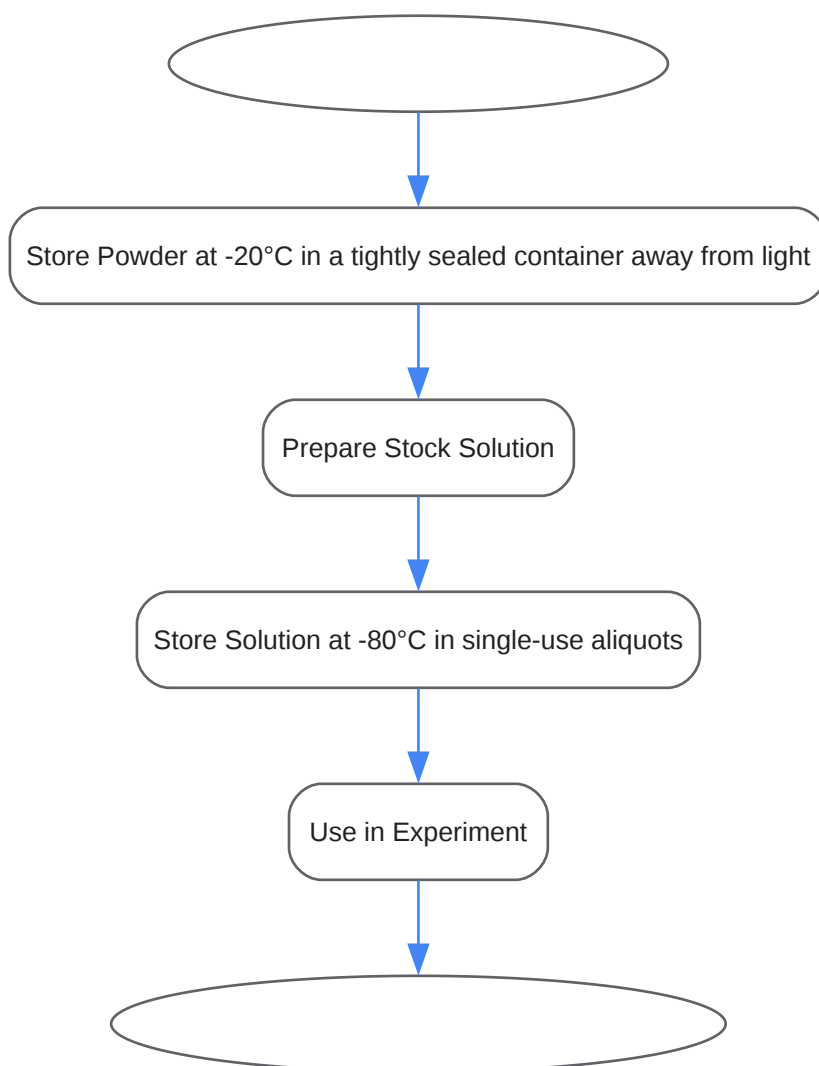 Store Powder at -20°C in a tightly sealed container away from light
Prepare Stock Solution
Store Solution at -80°C in single-use aliquots
Use in Experiment